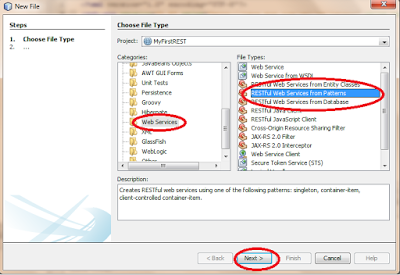 New File
Steps
1. Choose File Type
2. ...
Choose File Type
Project: MyFirstREST
Categories:
JavaBeans Objects
AWT GUI Forms
Unit Tests
Persistence
Groovy
Hibernate
Web Services
XML
GlassFish
WebLogic
Other
File Types:
Web Service
Web Service from WSDL
RESTful Web Services from Entity Classes
RESTful Web Services from Patterns
RESTful Web Services from Database
RESTful Java Client
RESTful JavaScript Client
Cross-Origin Resource Sharing Filter
JAX-RS 2.0 Filter
JAX-RS 2.0 Interceptor
Web Service Client
Secure Token Service (STS)
Description:
Creates RESTful web services using one of the following patterns: singleton, container-item,
client-controlled container-item.
< Back Next > Finish Cancel Help